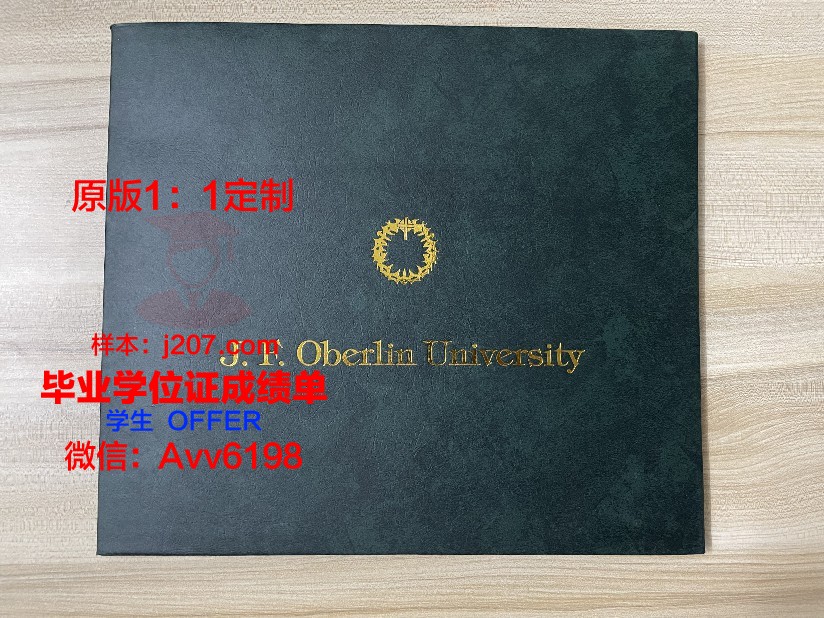 原版1：1定制
样本：j207.com
J. F. Oberlin University
毕业学位证成绩单
学生 OFFER
微信：Avv6198